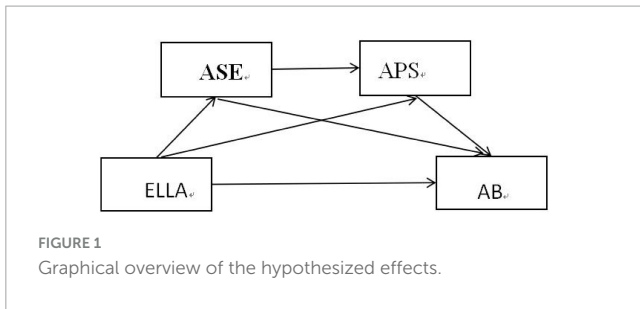 ASE APS
ELLA AB
FIGURE 1
Graphical overview of the hypothesized effects.